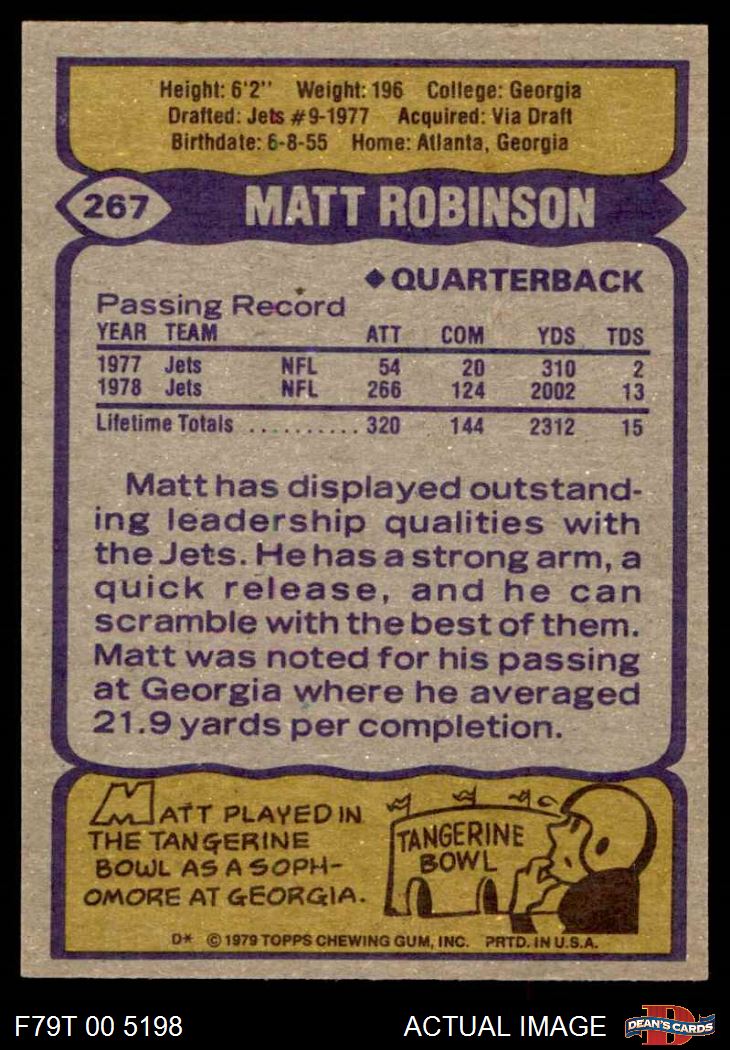 Height: 6'2" Weight: 196 College: Georgia
Drafted: Jets #9-1977 Acquired: Via Draft
Birthdate: 6-8-55 Home: Atlanta, Georgia
267 MATT ROBINSON
◆QUARTERBACK
Passing Record
YEAR TEAM ATT COM YDS TDS
1977 Jets NFL 54 20 310 2
1978 Jets NFL 266 124 2002 13
Lifetime Totals .......... 320 144 2312 15
Matt has displayed outstand-
ing leadership qualities with
the Jets. He has a strong arm, a
quick release, and he can
scramble with the best of them.
Matt was noted for his passing
at Georgia where he averaged
21.9 yards per completion.
MATT PLAYED IN
THE TANGERINE
BOWL AS A SOPH-
OMORE AT GEORGIA.
TANGERINE
BOWL
D* © 1979 TOPPS CHEWING GUM, INC. PRTD. IN U.S.A.
F79T 00 5198 ACTUAL IMAGE D DEAN'S CARDS